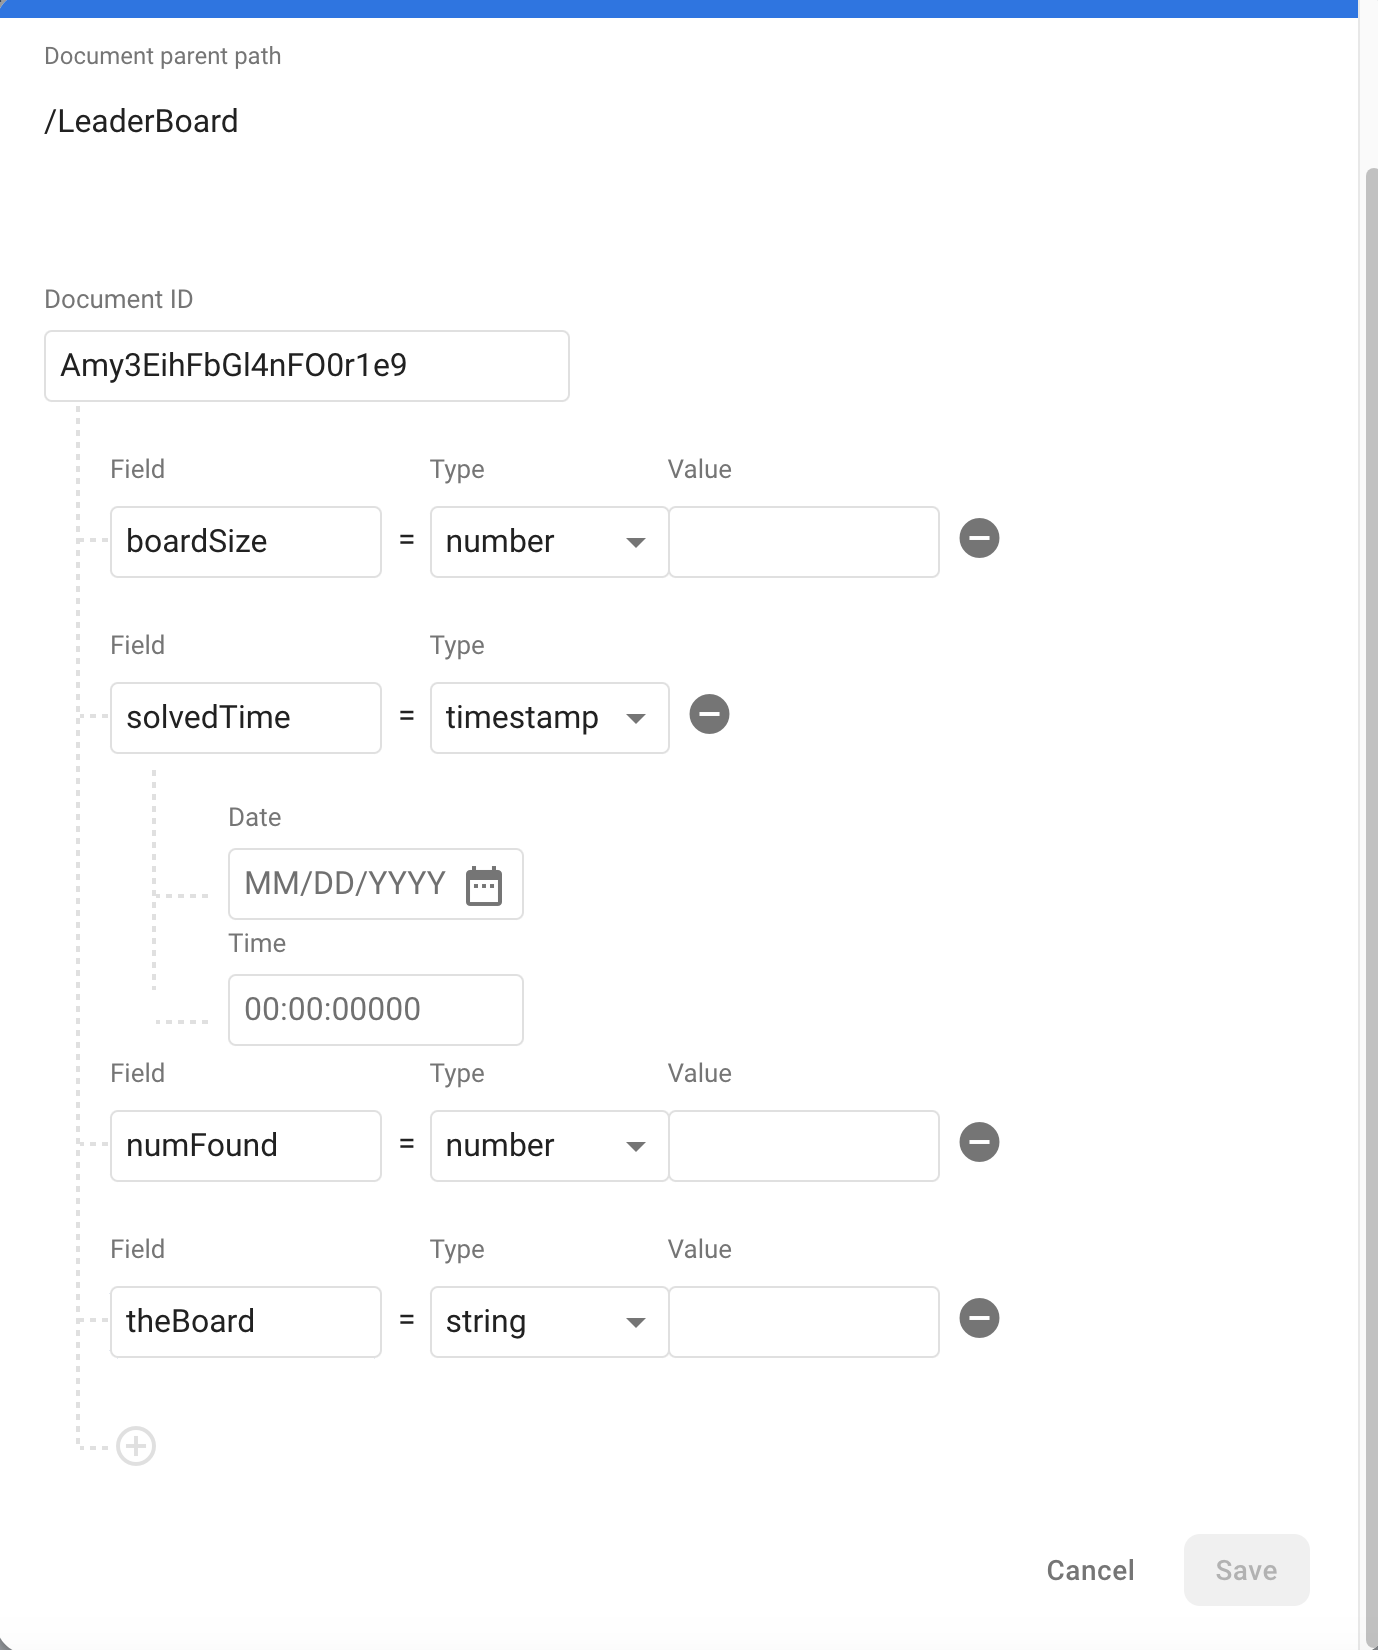 Document parent path
/LeaderBoard
Document ID
Amy3EihFbGl4nFO0r1e9
Field Type Value
boardSize = number
Field Type
solvedTime = timestamp
Date
MM/DD/YYYY
Time
00:00:00000
Field Type Value
numFound = number
Field Type Value
theBoard = string
Cancel Save